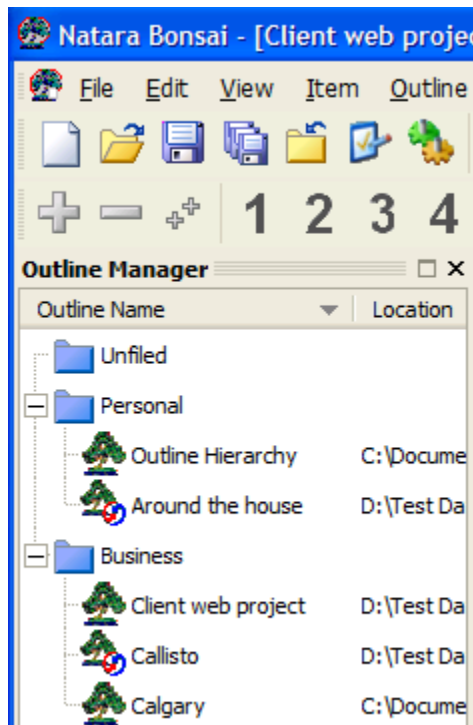 Natara Bonsai - [Client web projec
File Edit View Item Outline
1 2 3 4
Outline Manager
Outline Name Location
Unfiled
Personal
Outline Hierarchy C:\Docume
Around the house D:\Test Da
Business
Client web project D:\Test Da
Callisto D:\Test Da
Calgary C:\Docume